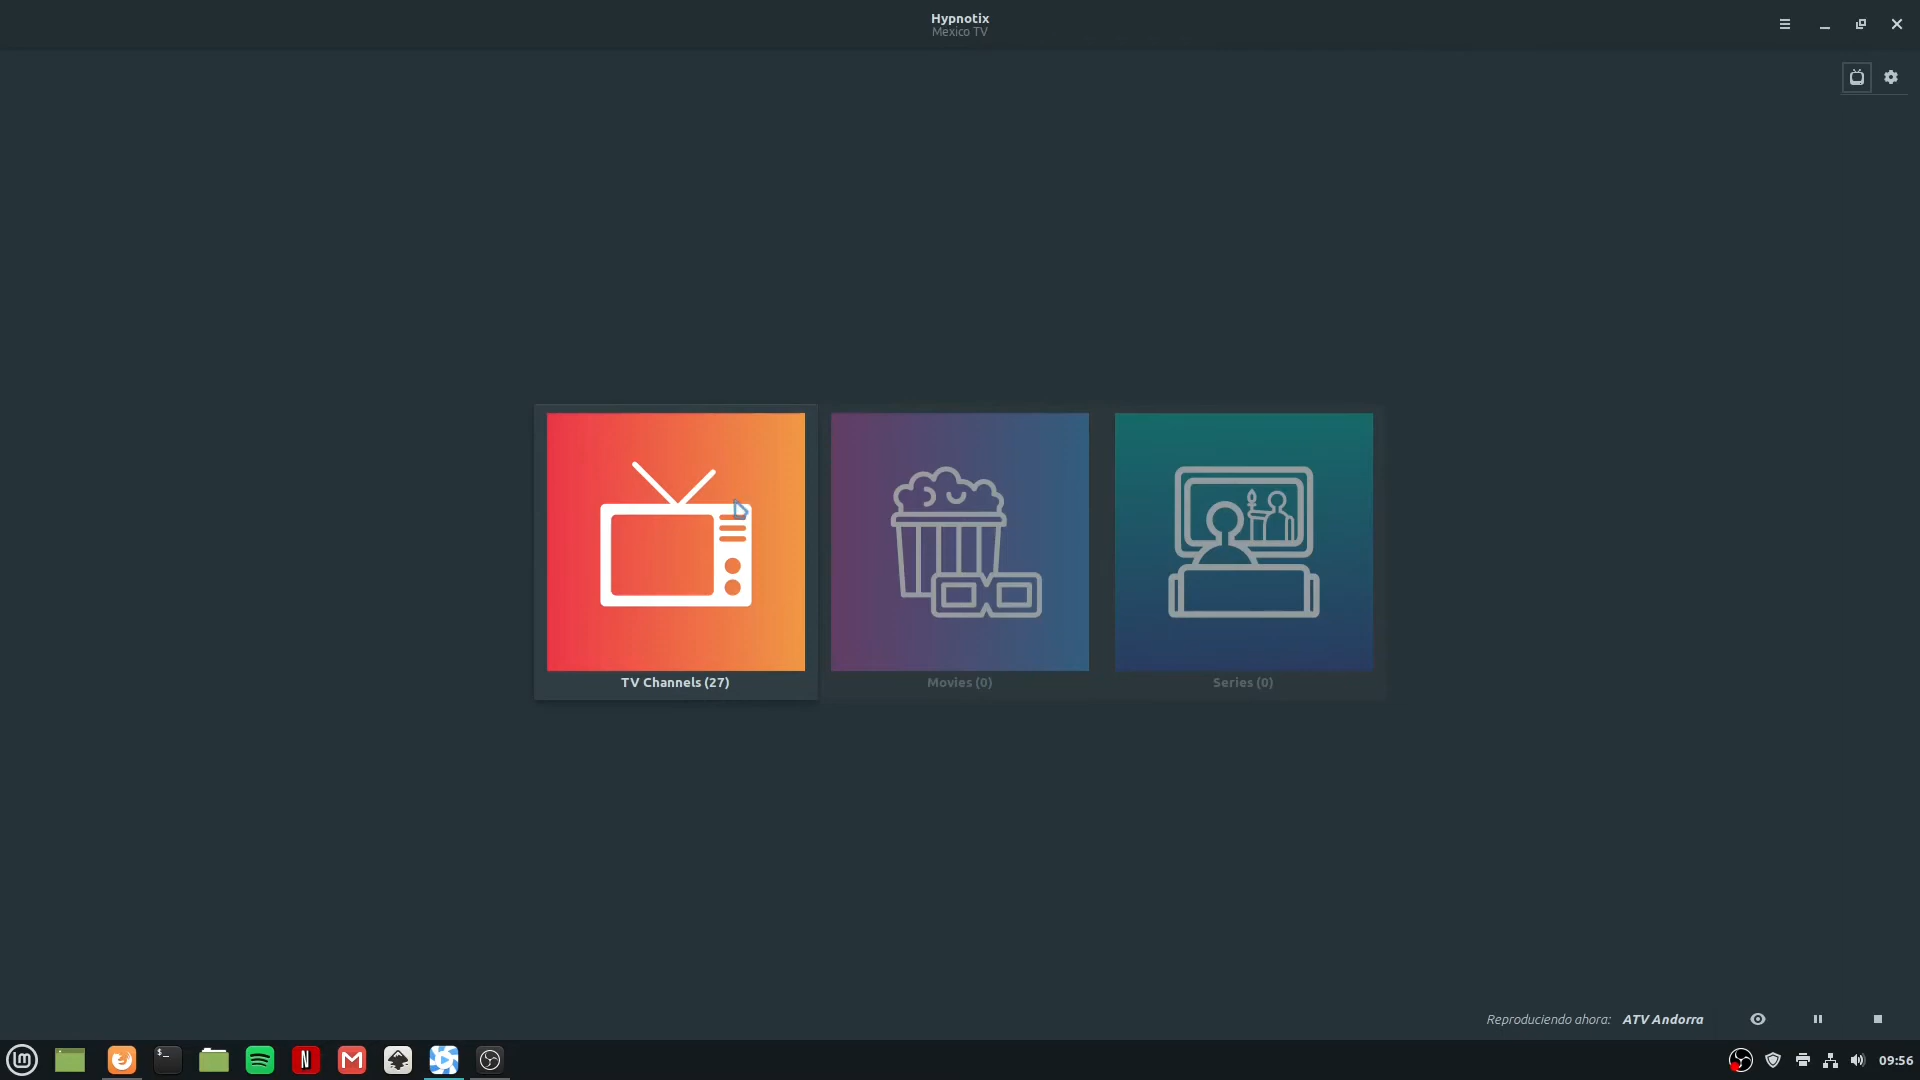 Hypnotix
Mexico TV
TV Channels (27)
Movies (0)
Series (0)
Reproduciendo ahora: ATV Andorra
09:56